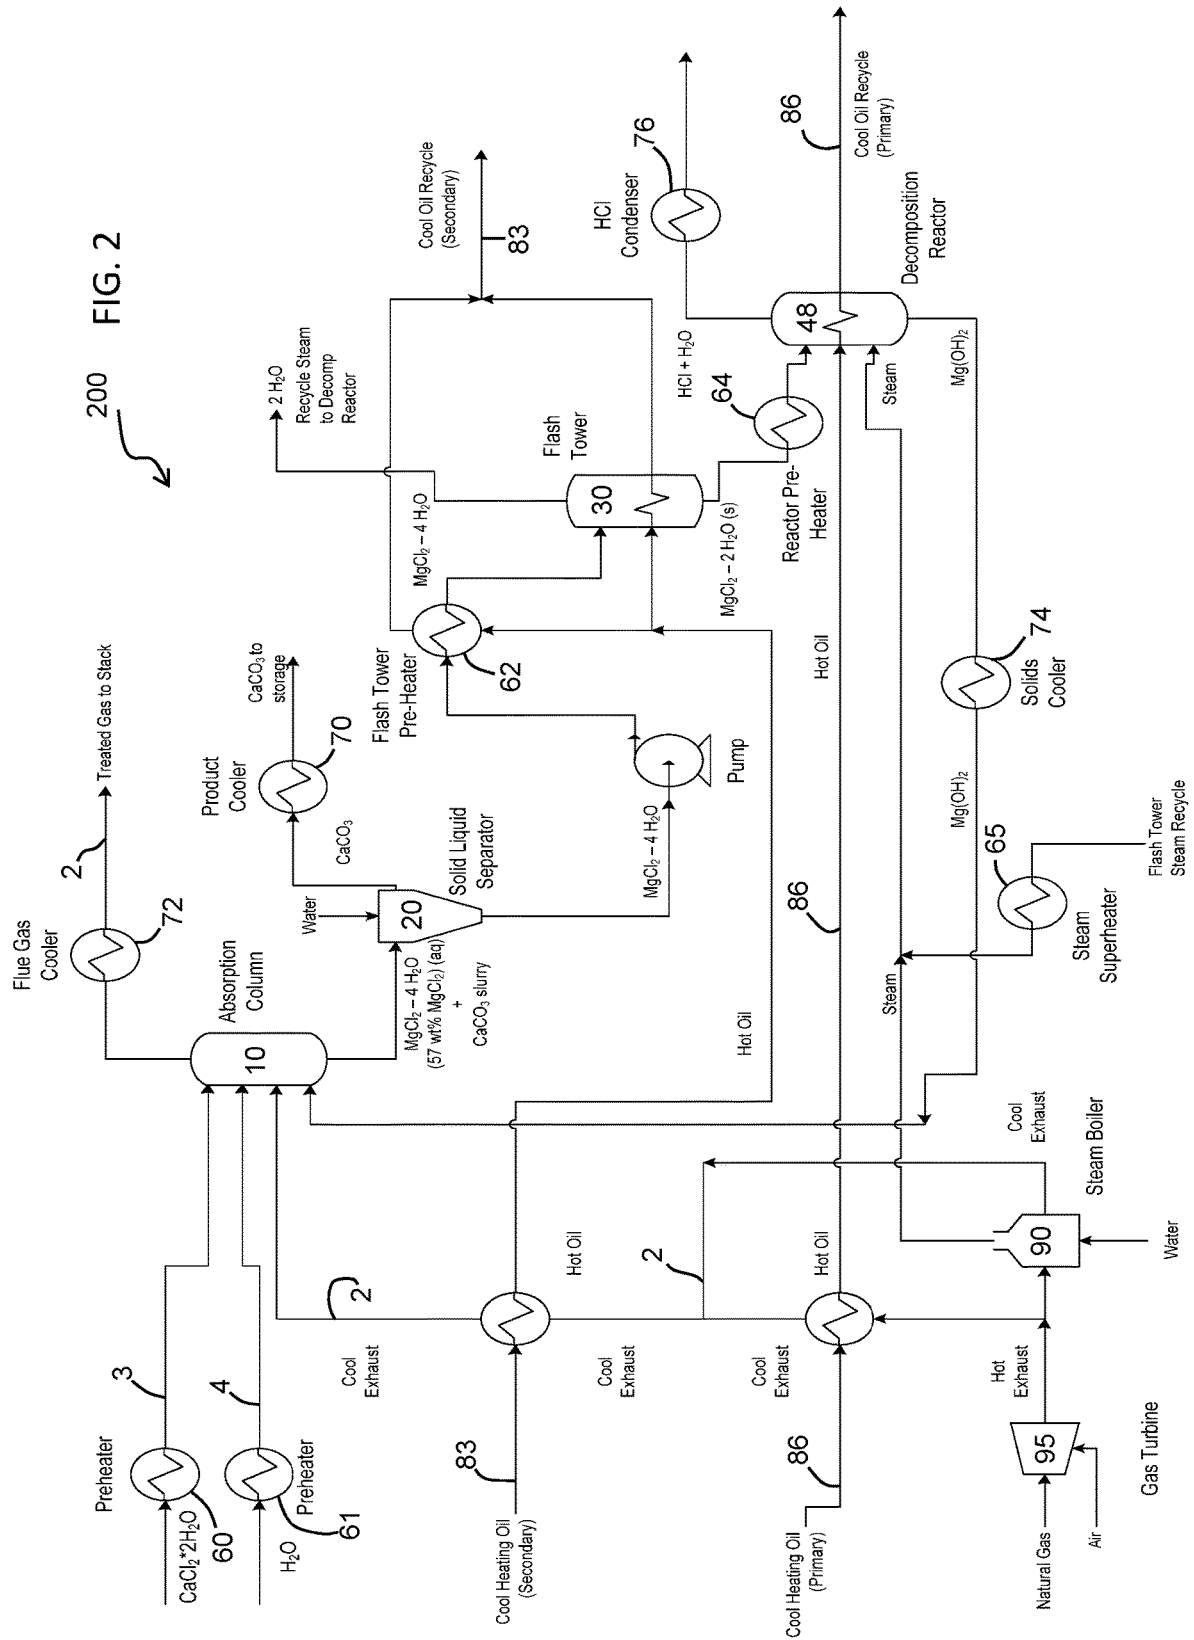 FIG. 2
200
Flue Gas
Cooler
72
2
Treated Gas to Stack
Absorption
Column
10
Preheater
60
CaCl₂*2H₂O
3
Preheater
61
H₂O
4
Product
Cooler
70
CaCO₃ to
storage
CaCO₃
Water
20
Solid Liquid
Separator
MgCl₂ – 4 H₂O
(57 wt% MgCl₂) (aq)
+
CaCO₃ slurry
MgCl₂ – 4 H₂O
Pump
Flash Tower
Pre-Heater
62
MgCl₂ – 4 H₂O
2 H₂O
Recycle Steam
to Decomp
Reactor
Flash
Tower
30
MgCl₂ – 2 H₂O (s)
Cool Oil Recycle
(Secondary)
83
Reactor Pre-
Heater
64
HCl + H₂O
HCl
Condenser
76
Decomposition
Reactor
48
Steam
Mg(OH)₂
86
Cool Oil Recycle
(Primary)
Cool
Exhaust
2
Cool Heating Oil
(Secondary)
83
Hot Oil
Hot Oil
Cool
Exhaust
2
Cool
Exhaust
Cool Heating Oil
(Primary)
86
Hot Oil
86
Hot Oil
Solids
Cooler
74
Mg(OH)₂
Steam
Steam
Superheater
65
Flash Tower
Steam Recycle
Cool
Exhaust
Steam Boiler
90
Water
Hot
Exhaust
Gas Turbine
95
Natural Gas
Air